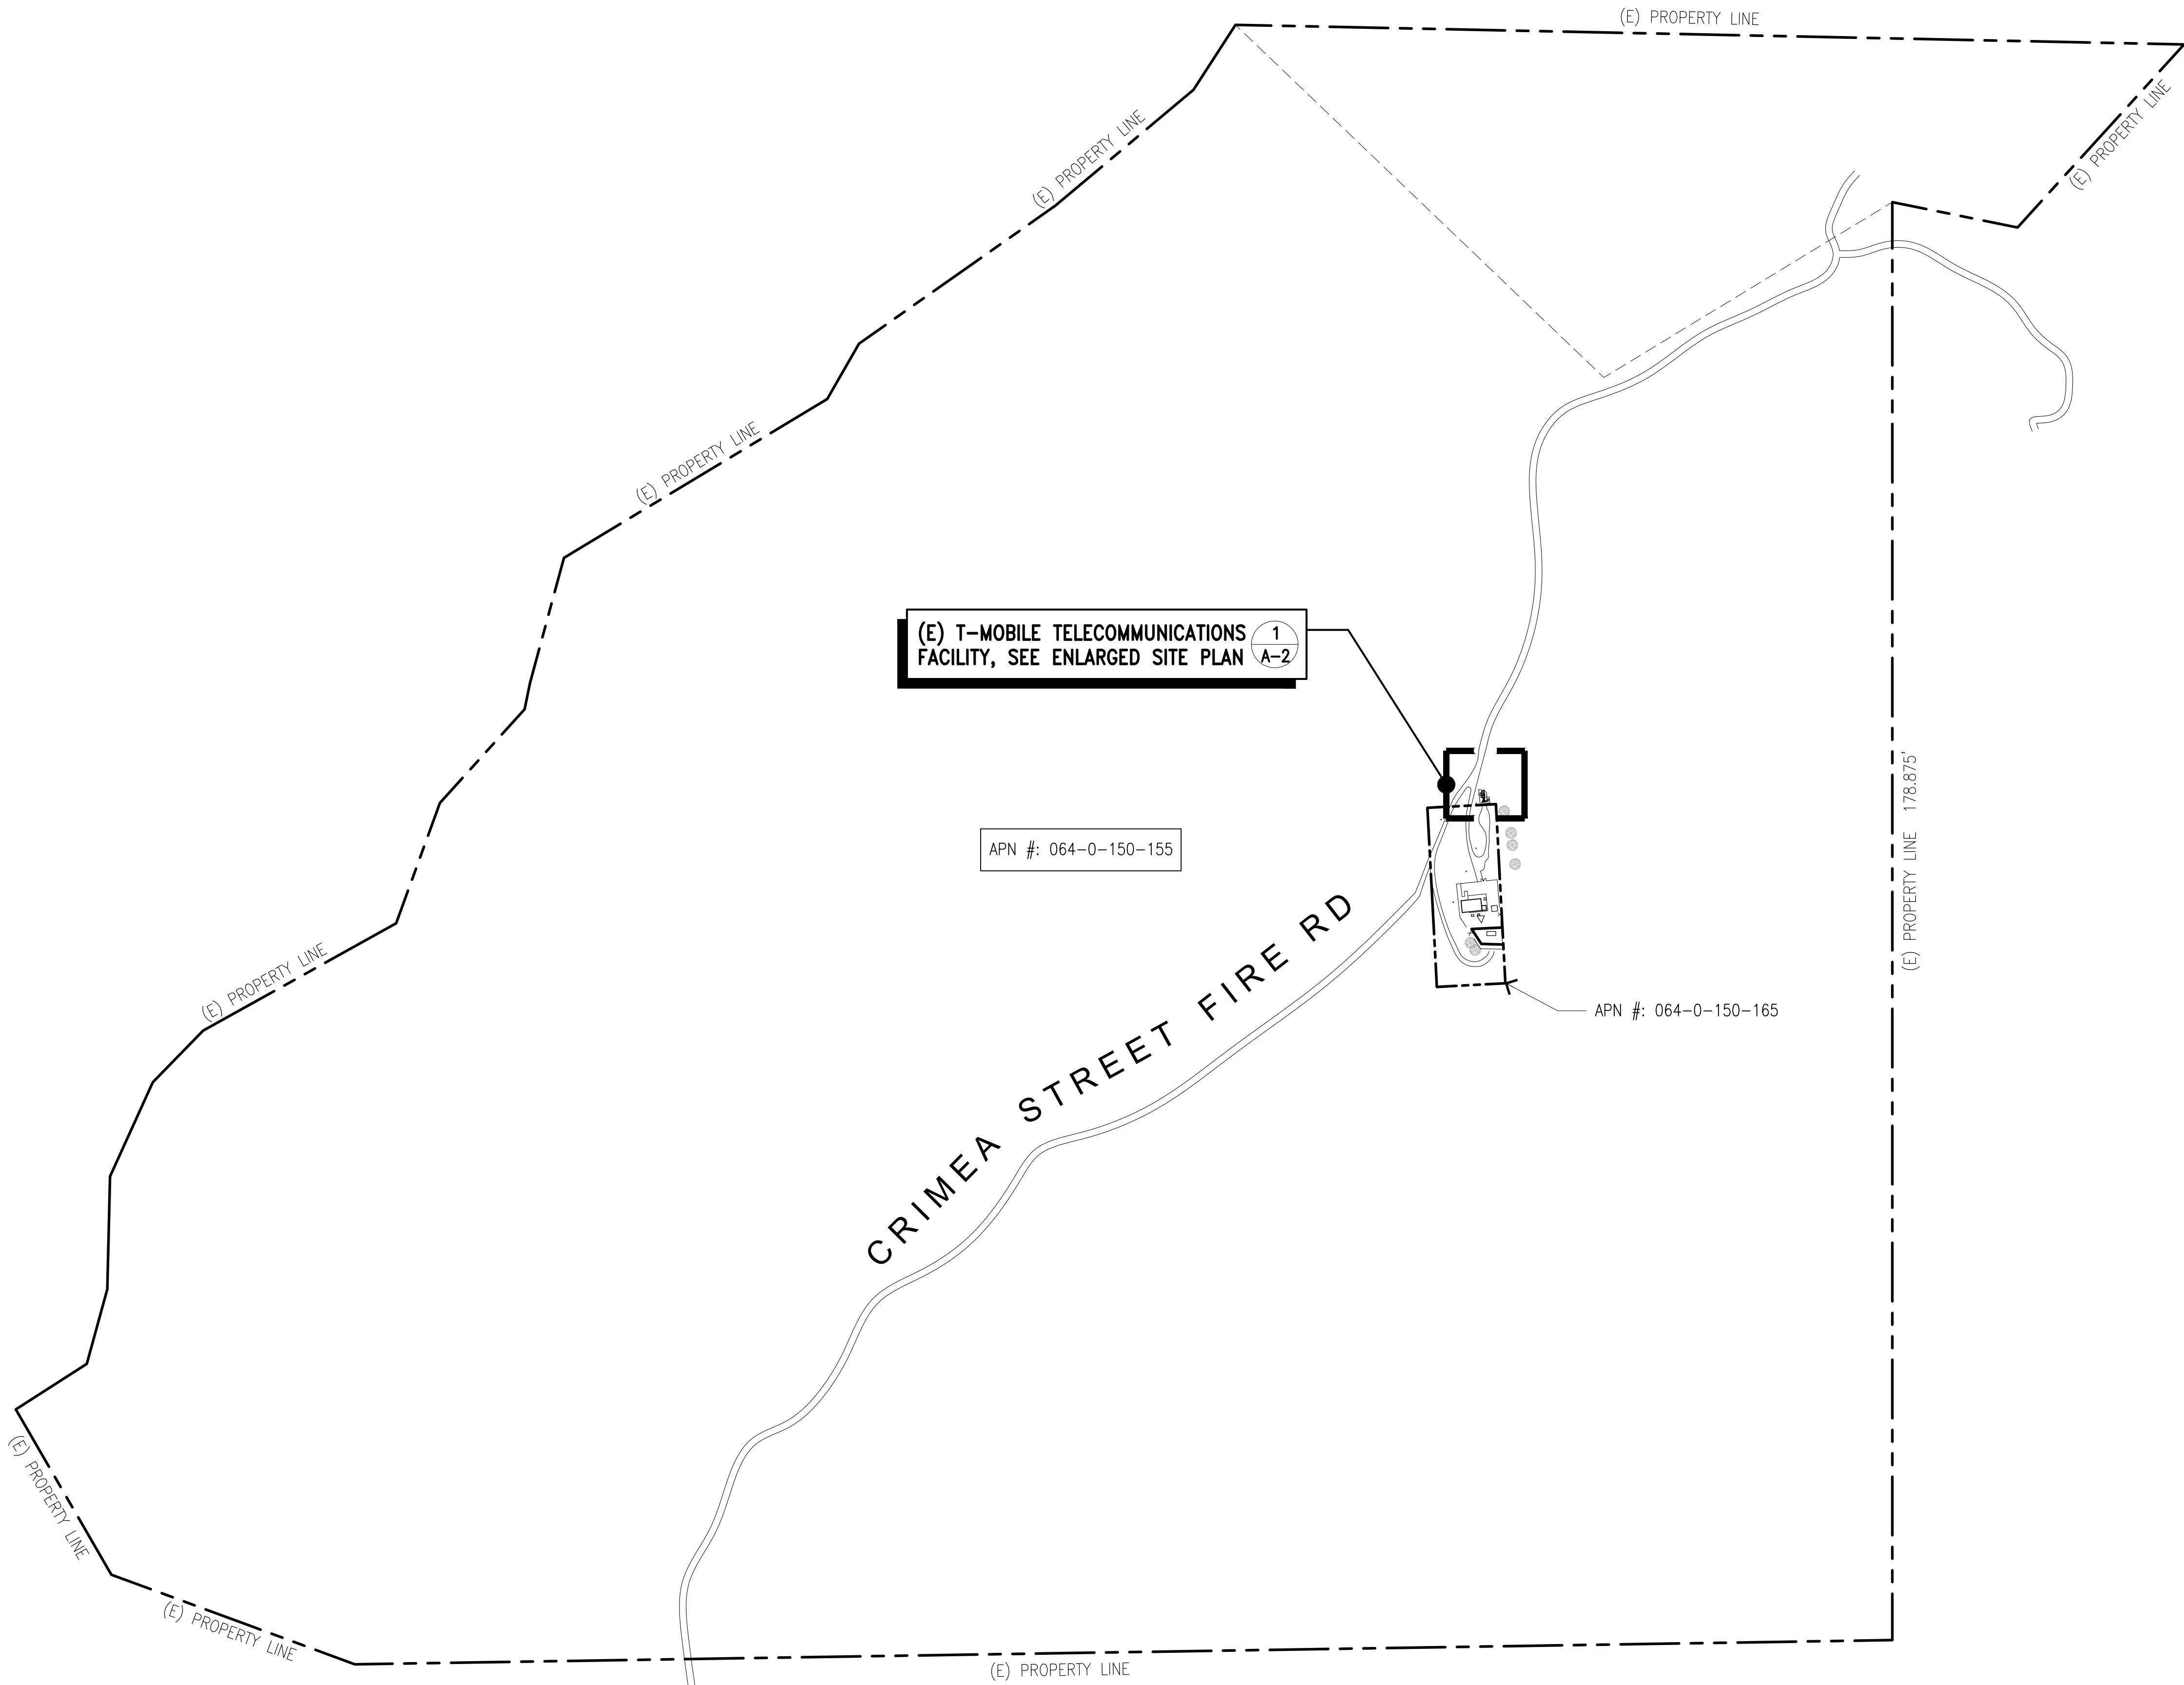 (E) PROPERTY LINE
(E) PROPERTY LINE
(E) PROPERTY LINE
(E) PROPERTY LINE
(E) T-MOBILE TELECOMMUNICATIONS
FACILITY, SEE ENLARGED SITE PLAN
1
A-2
(E) PROPERTY LINE 178.875'
APN #: 064-0-150-155
(E) PROPERTY LINE
APN #: 064-0-150-165
CRIMEA STREET FIRE RD
(E) PROPERTY LINE
(E) PROPERTY LINE
(E) PROPERTY LINE